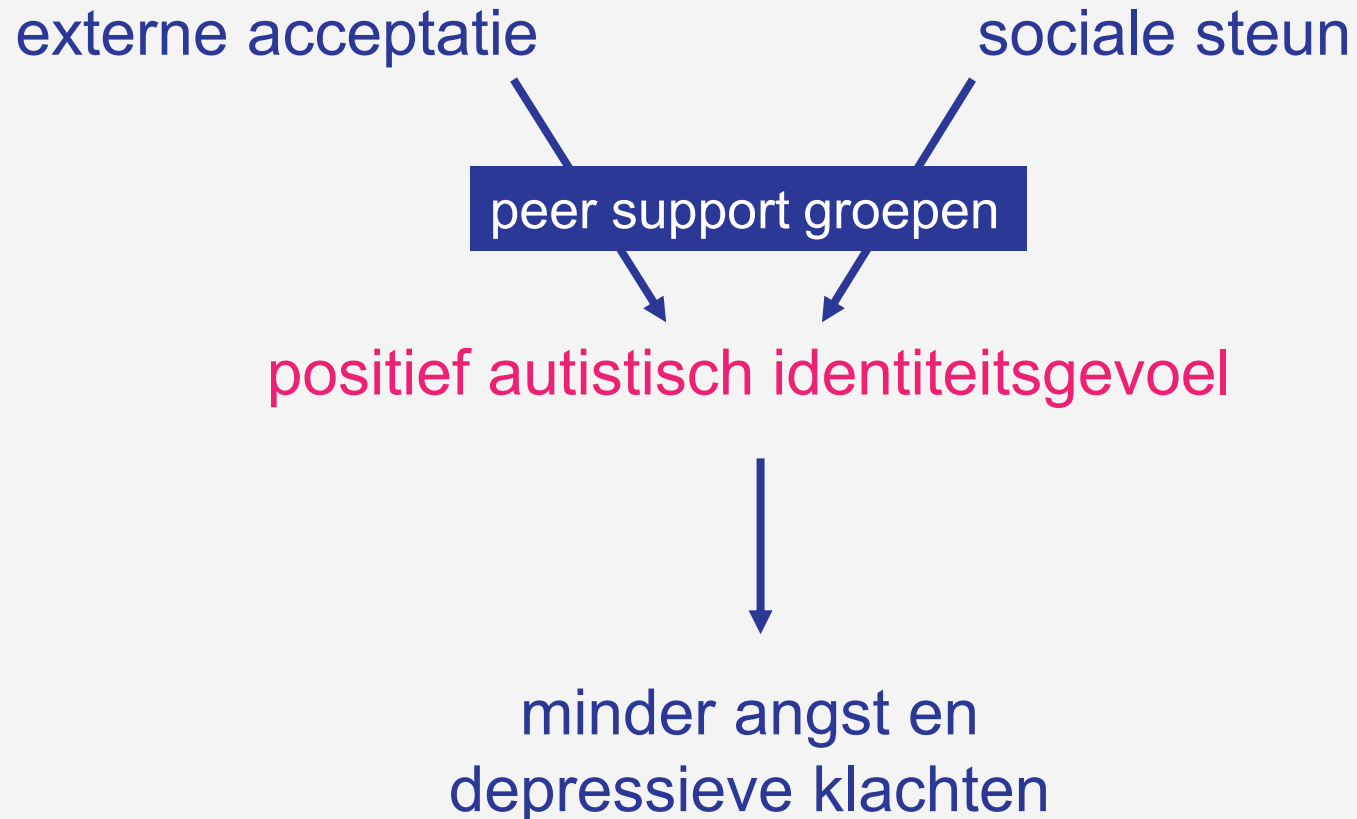 externe acceptatie
sociale steun
peer support groepen
positief autistisch identiteitsgevoel
minder angst en
depressieve klachten